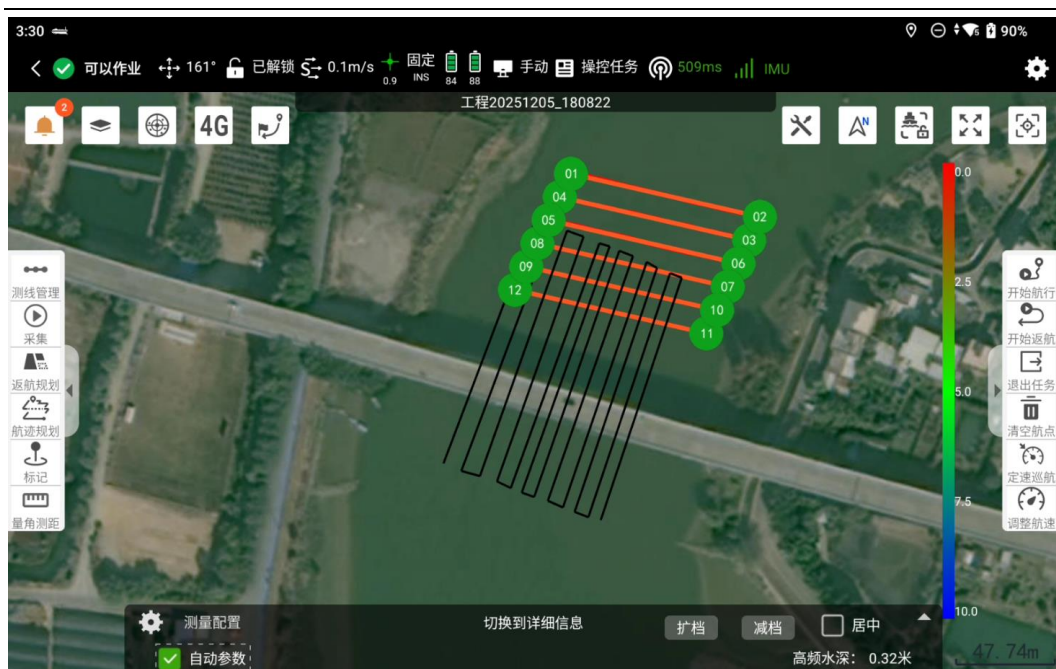 3:30 90%
可以作业 161° 已解锁 0.1m/s 0.9 固定 INS 84 88 手动 操控任务 509ms IMU
工程20251205_180822
2 4G N
01
04
05
08
09
12
02
03
06
07
10
11
测线管理
采集
返航规划
航迹规划
标记
量角测距
0.0
2.5
5.0
7.5
10.0
开始航行
开始返航
退出任务
清空航点
定速巡航
调整航速
测量配置 切换到详细信息 扩档 减档 居中
自动参数 高频水深： 0.32米
47.74m